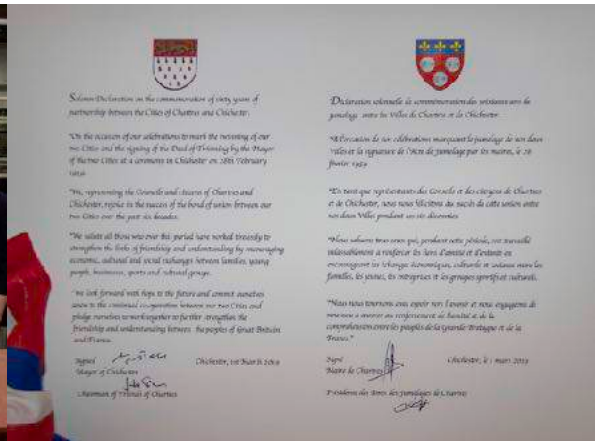 Solemn Declaration on the commemoration of sixty years of
partnership between the Cities of Chartres and Chichester.
"On the occasion of our celebrations to mark the twinning of our
two Cities and the signing of the Deed of Twinning by the Mayor
of the two Cities at a ceremony in Chichester on 28th February
1959
"We, representing the Councils and citizens of Chartres and
Chichester, rejoice in the success of the bond of union between our
two Cities over the past six decades.
"We salute all those who over this period have worked tirelessly to
strengthen the links of friendship and understanding by encouraging
economic, cultural and social exchanges between families, young
people, businesses, sports and cultural groups.
"We look forward with hope to the future and commit ourselves
anew to the continued co-operation between our two Cities and
pledge ourselves to work together to further strengthen the
friendship and understanding between the peoples of Great Britain
and France.
Signed Chichester, 1st March 2019
Mayor of Chichester
Chairman of Friends of Chartres
Déclaration solennelle de commémoration des soixante ans de
jumelage entre les Villes de Chartres et de Chichester.
"A l'occasion de nos célébrations marquant le jumelage de nos deux
Villes et la signature de l'Acte de jumelage par les maires, le 28
février 1959
"En tant que représentants des Conseils et des citoyens de Chartres
et de Chichester, nous nous félicitons du succès de cette union entre
nos deux Villes pendant ces six décennies.
"Nous saluons tous ceux qui, pendant cette période, ont travaillé
inlassablement à renforcer les liens d'amitié et d'entente en
encourageant les échanges économiques, culturels et sociaux entre les
familles, les jeunes, les entreprises et les groupes sportifs et culturels.
"Nous nous tournons avec espoir vers l'avenir et nous engageons de
nouveau à œuvrer au renforcement de l'amitié et de la
compréhension entre les peuples de la Grande Bretagne et de la
France."
Signé Chichester, le 1 mars 2019
Maire de Chartres
Présidente des Amis des Jumelages de Chartres